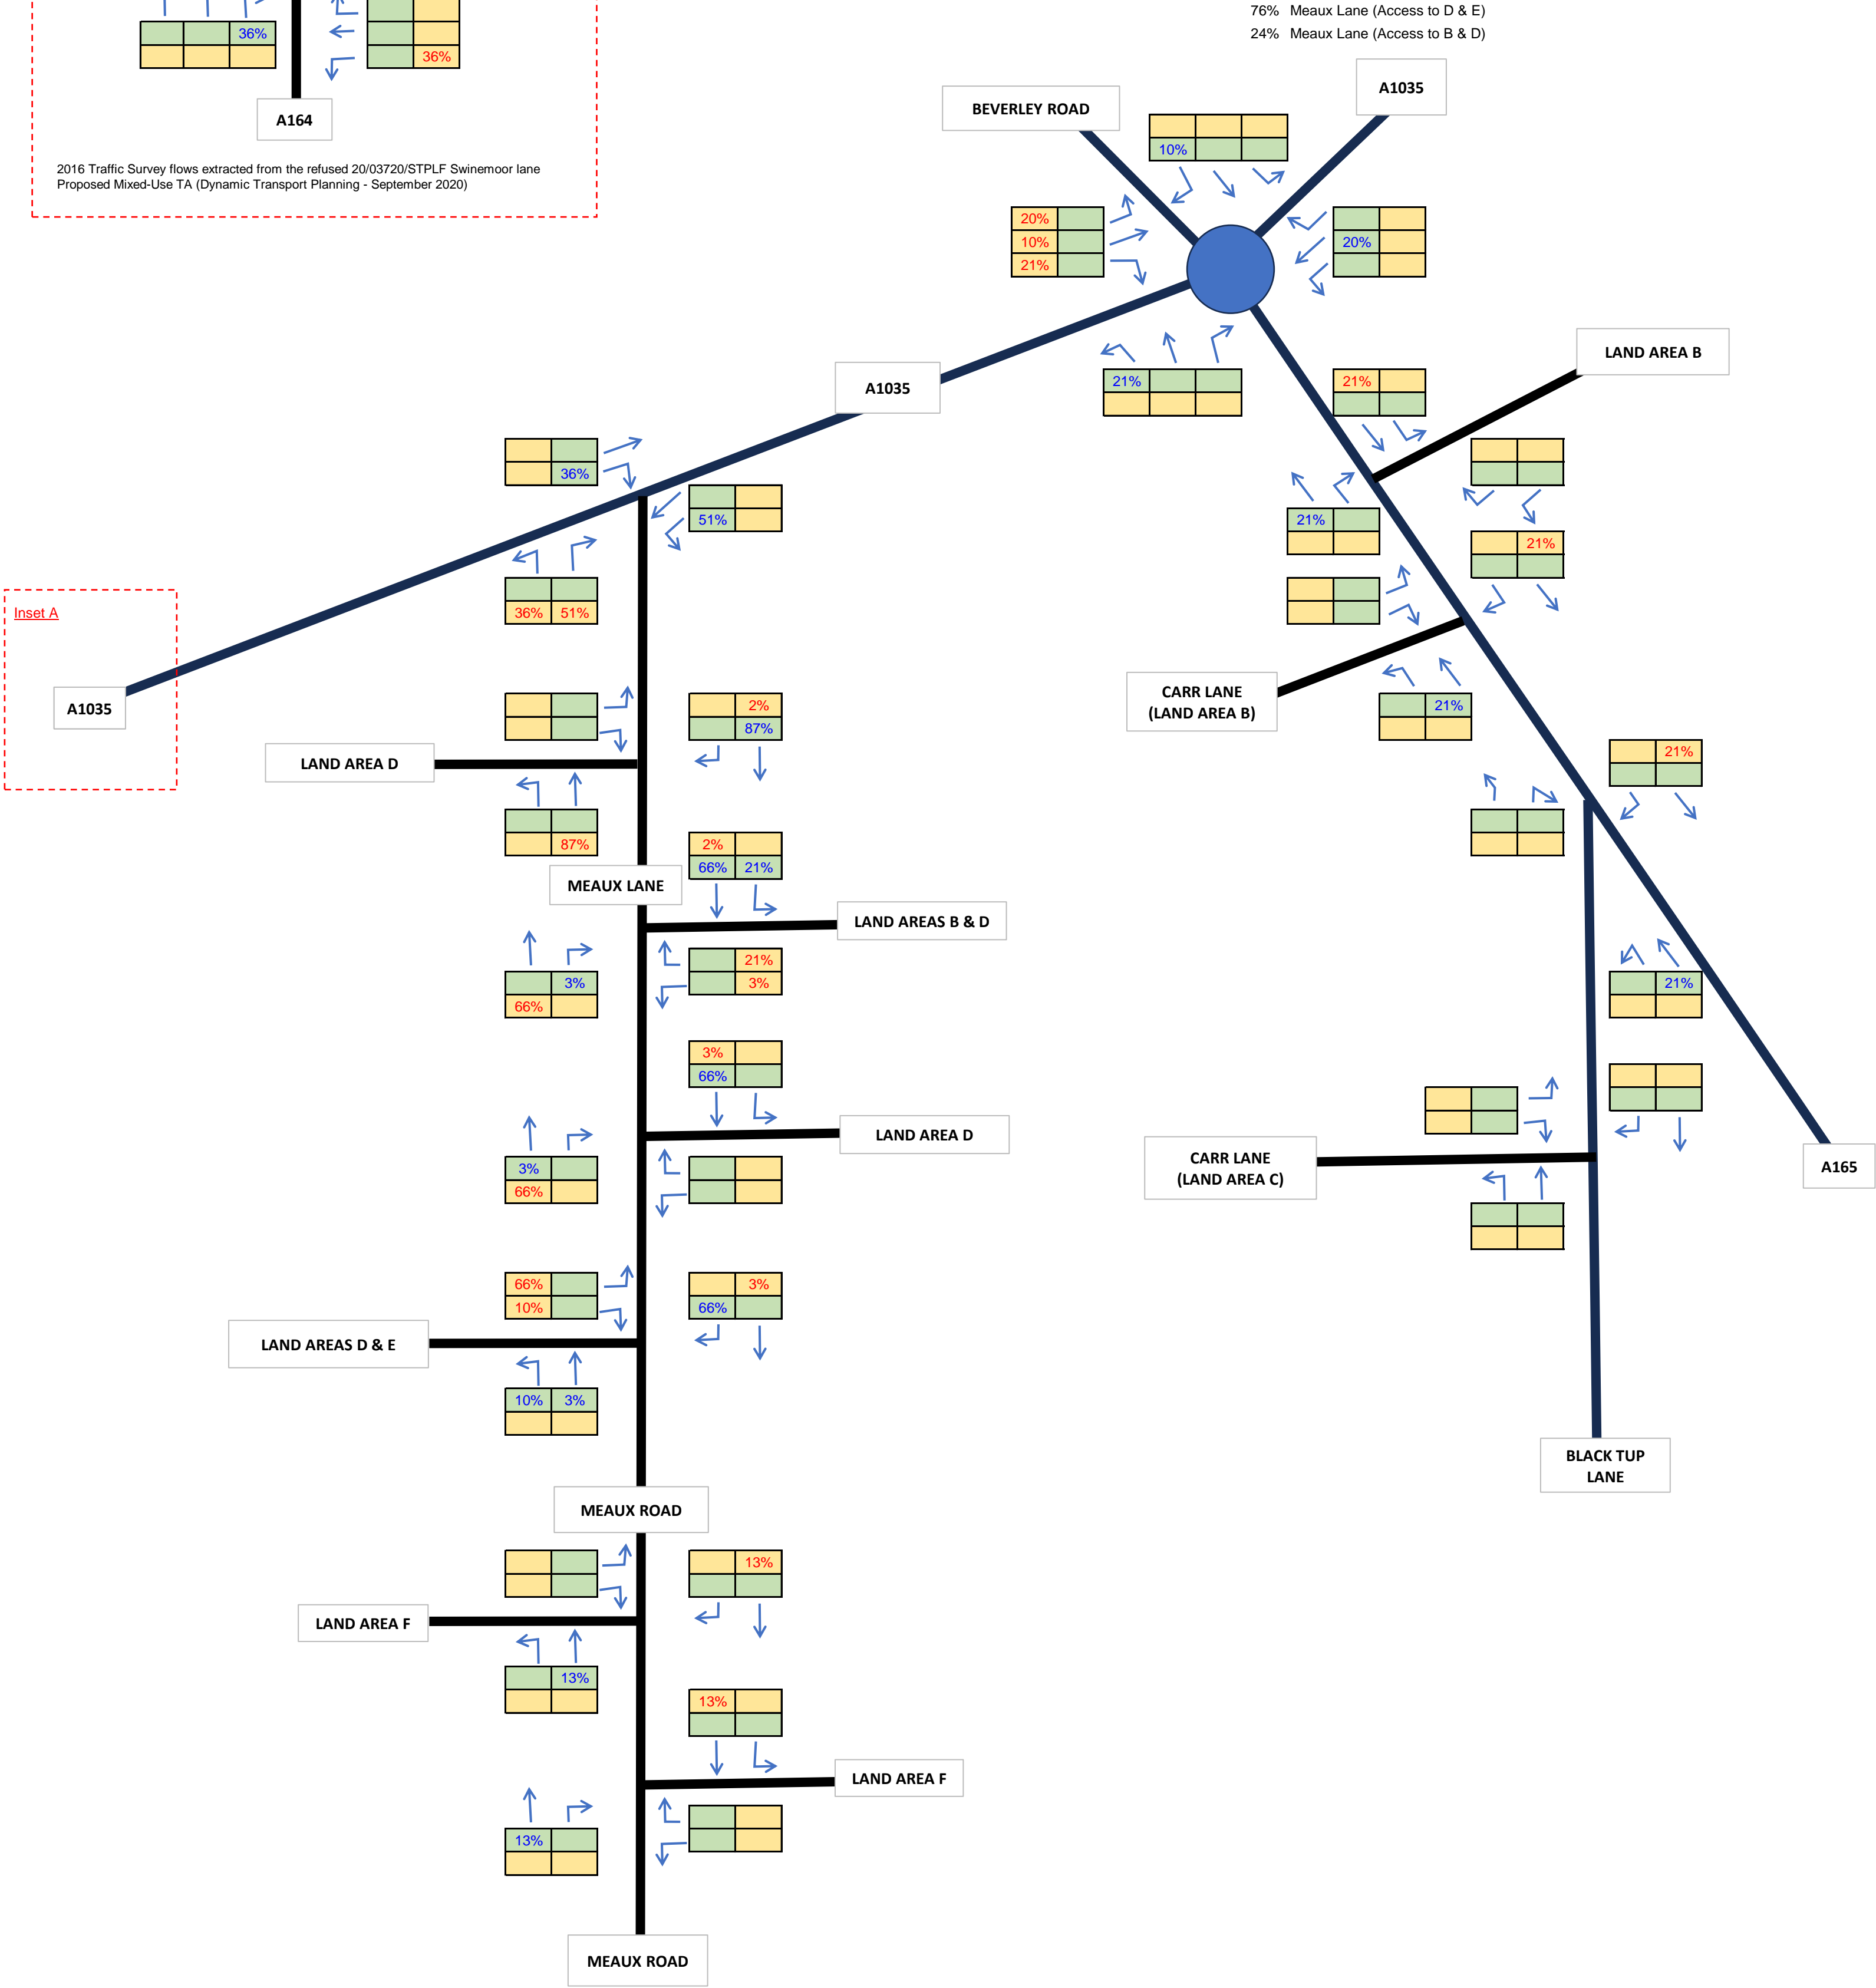 76% Meaux Lane (Access to D & E)
24% Meaux Lane (Access to B & D)
36%
36%
A164
2016 Traffic Survey flows extracted from the refused 20/03720/STPLF Swinemoor lane
Proposed Mixed-Use TA (Dynamic Transport Planning - September 2020)
BEVERLEY ROAD
A1035
10%
20%
10%
21%
20%
A1035
21%
21%
LAND AREA B
36%
51%
36% 51%
21%
21%
Inset A
A1035
CARR LANE
(LAND AREA B)
21%
21%
2%
87%
LAND AREA D
87%
MEAUX LANE
2%
66% 21%
LAND AREAS B & D
3%
66%
21%
3%
21%
3%
66%
LAND AREA D
3%
66%
CARR LANE
(LAND AREA C)
A165
66%
10%
3%
66%
LAND AREAS D & E
10% 3%
BLACK TUP
LANE
MEAUX ROAD
13%
LAND AREA F
13%
13%
LAND AREA F
13%
MEAUX ROAD